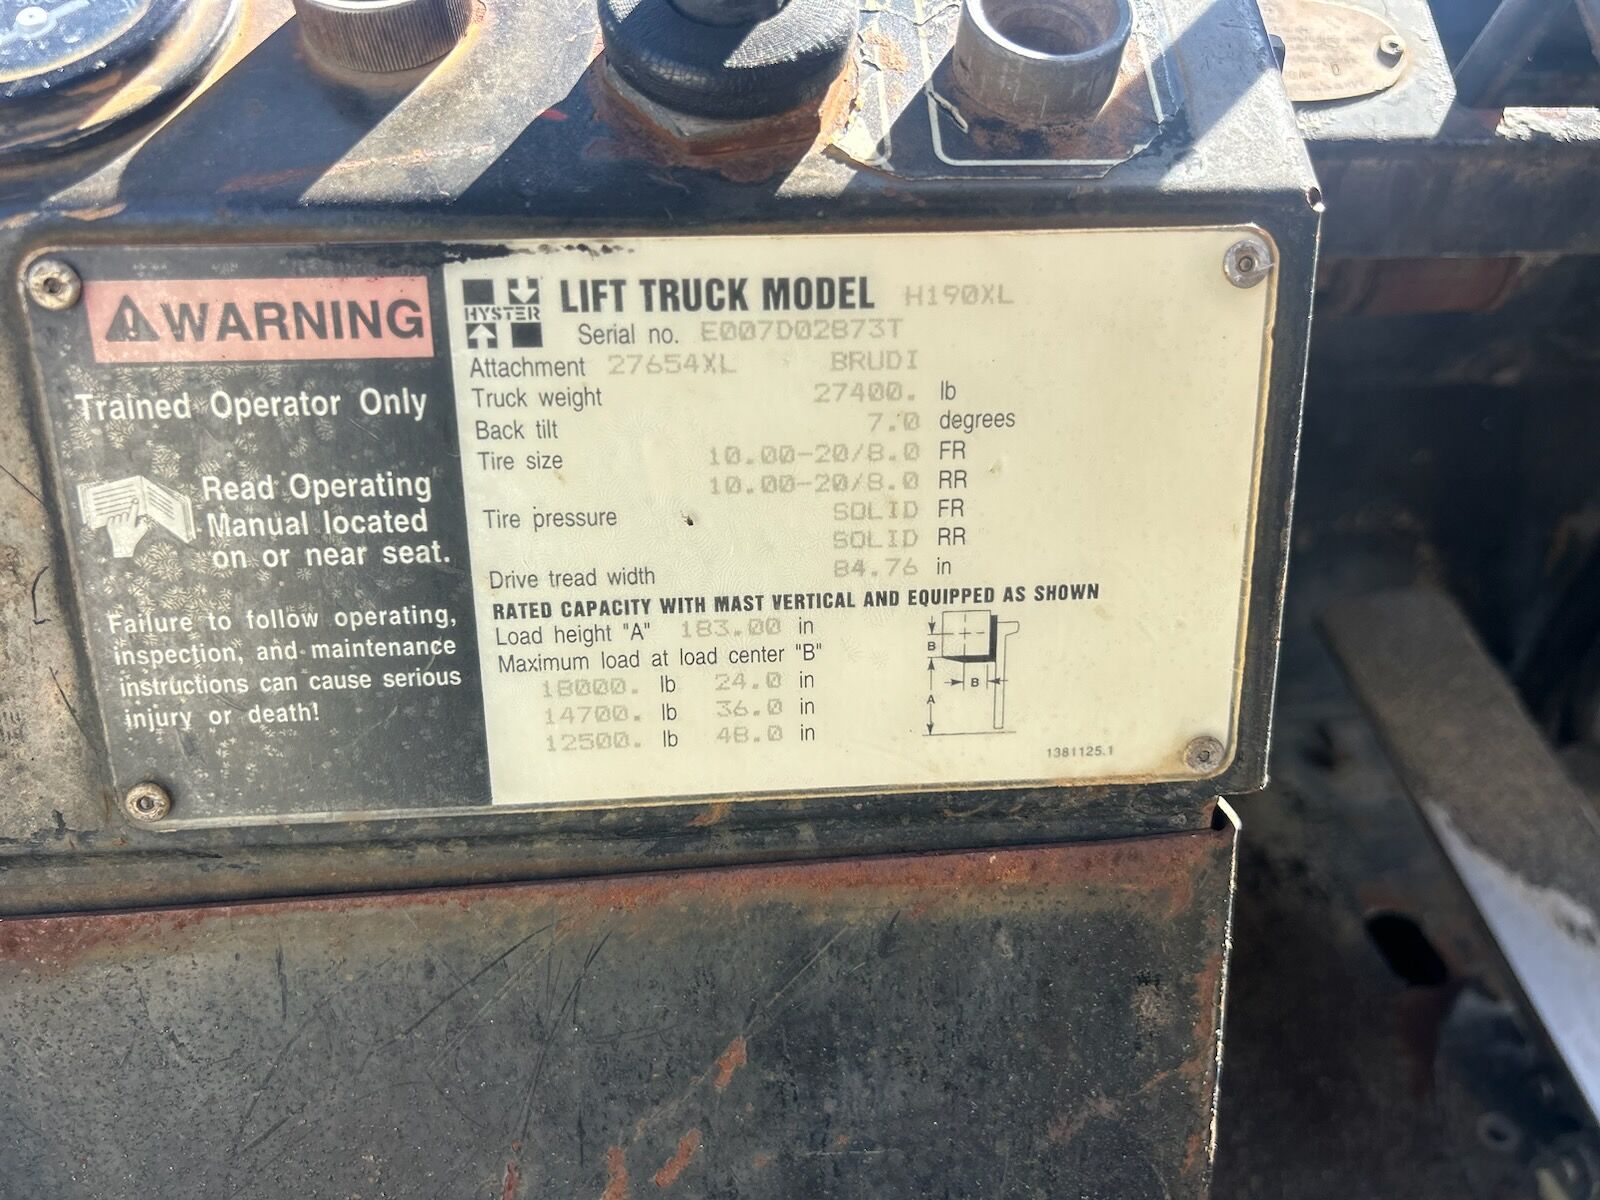 WARNING
Trained Operator Only
Read Operating
Manual located
on or near seat.
Failure to follow operating,
inspection, and maintenance
instructions can cause serious
injury or death!
HYSTER
LIFT TRUCK MODEL H190XL
Serial no. E007D02873T
Attachment 27654XL BRUDI
Truck weight 27400. lb
Back tilt 7.0 degrees
Tire size 10.00-20/8.0 FR
10.00-20/8.0 RR
Tire pressure SOLID FR
SOLID RR
Drive tread width 84.76 in
RATED CAPACITY WITH MAST VERTICAL AND EQUIPPED AS SHOWN
Load height "A" 183.00 in
Maximum load at load center "B"
18000. lb 24.0 in
14700. lb 36.0 in
12500. lb 48.0 in
B
B
A
1381125.1